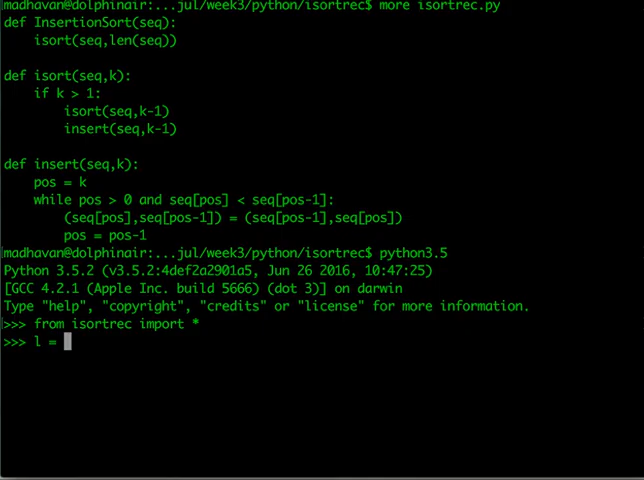 madhavan@dolphinair:...jul/week3/python/isortrec$ more isortrec.py
def InsertionSort(seq):
    isort(seq,len(seq))

def isort(seq,k):
    if k > 1:
        isort(seq,k-1)
        insert(seq,k-1)

def insert(seq,k):
    pos = k
    while pos > 0 and seq[pos] < seq[pos-1]:
        (seq[pos],seq[pos-1]) = (seq[pos-1],seq[pos])
        pos = pos-1
madhavan@dolphinair:...jul/week3/python/isortrec$ python3.5
Python 3.5.2 (v3.5.2:4def2a2901a5, Jun 26 2016, 10:47:25)
[GCC 4.2.1 (Apple Inc. build 5666) (dot 3)] on darwin
Type "help", "copyright", "credits" or "license" for more information.
>>> from isortrec import *
>>> l =